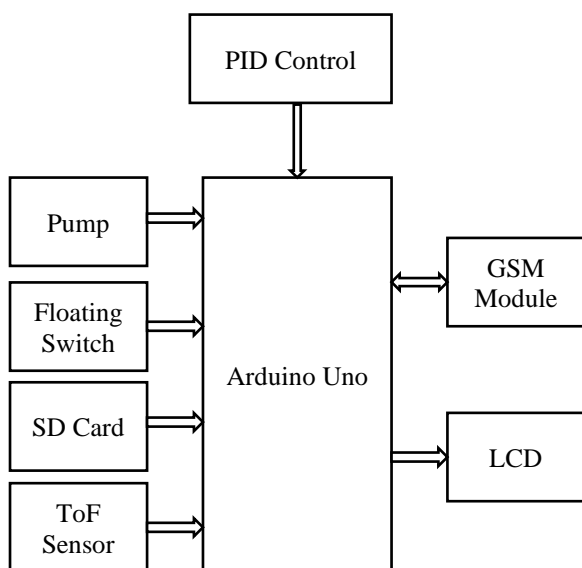 PID Control
Pump
Floating
Switch
SD Card
ToF
Sensor
Arduino Uno
GSM
Module
LCD